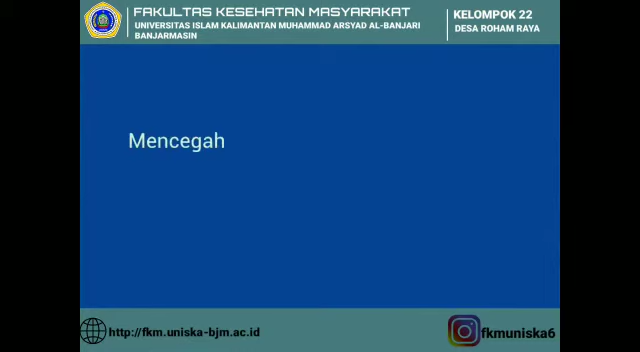 FAKULTAS KESEHATAN MASYARAKAT
UNIVERSITAS ISLAM KALIMANTAN MUHAMMAD ARSYAD AL-BANJARI
BANJARMASIN
KELOMPOK 22
DESA ROHAM RAYA
Mencegah
http://fkm.uniska-bjm.ac.id
fkmuniska6